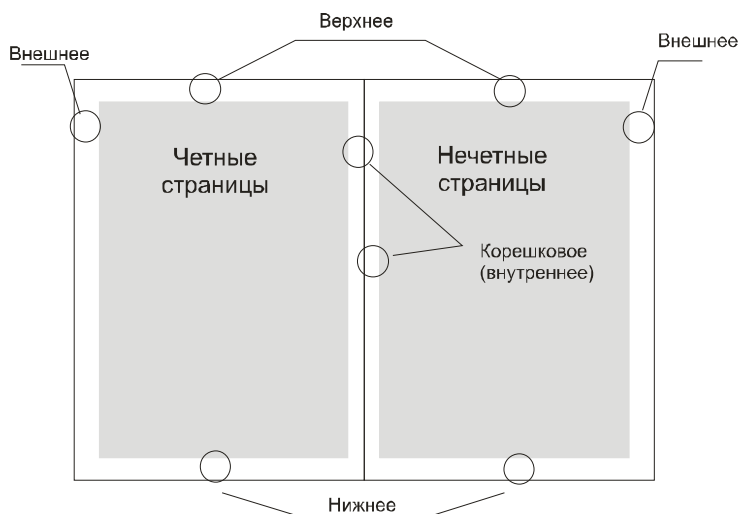 Верхнее
Внешнее
Внешнее
Четные
страницы
Нечетные
страницы
Корешковое
(внутреннее)
Нижнее